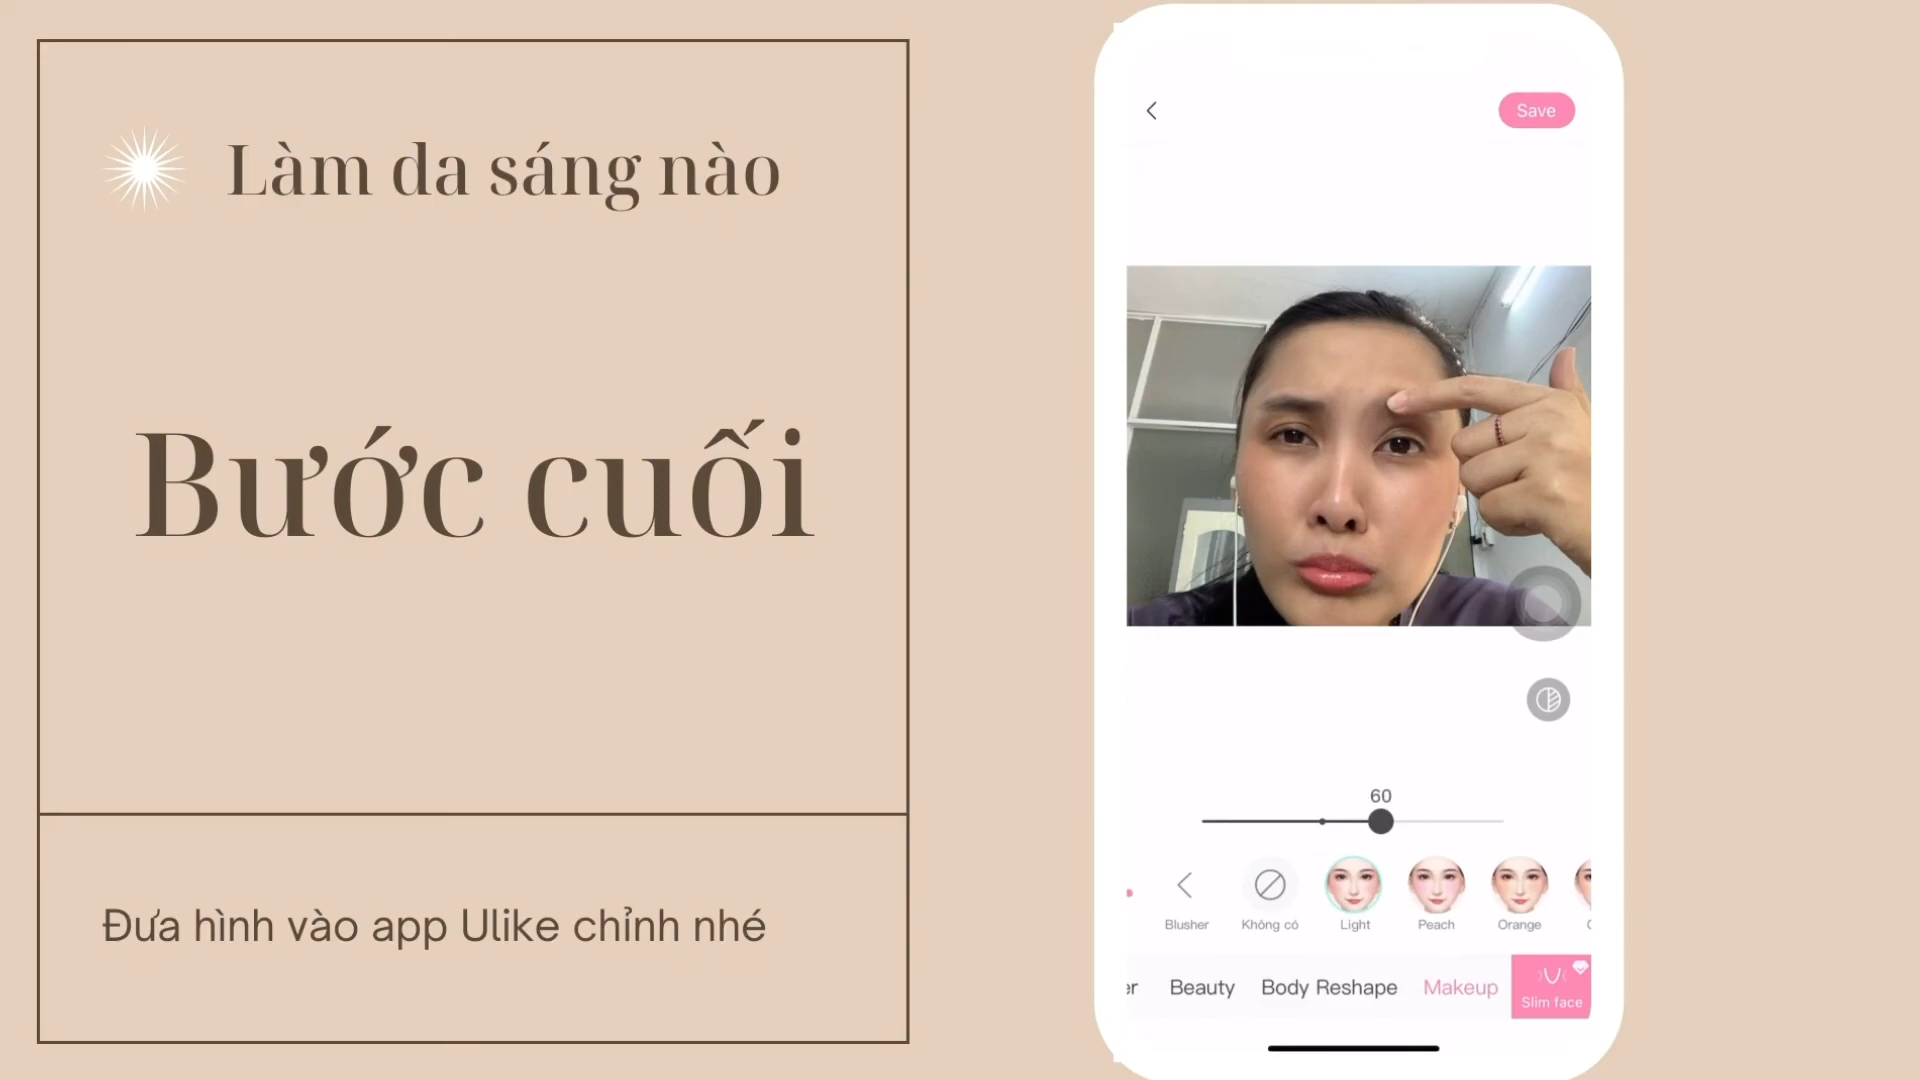 Làm da sáng nào
Bước cuối
Đưa hình vào app Ulike chỉnh nhé
Save
60
Blusher
Không có
Light
Peach
Orange
er
Beauty
Body Reshape
Makeup
Slim face